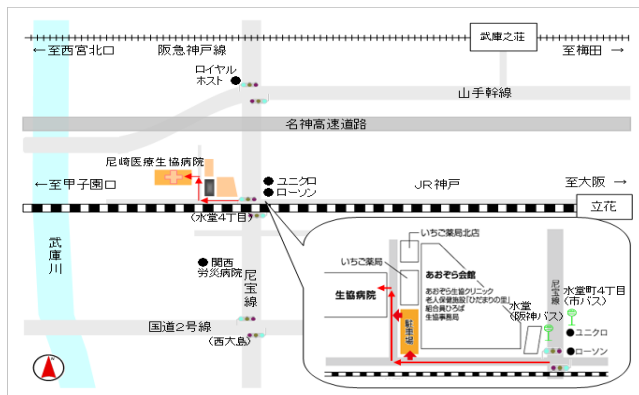 武庫之荘
←至西宮北口
阪急神戸線
至梅田→
ロイヤル
ホスト
山手幹線
名神高速道路
尼崎医療生協病院
ユニクロ
ローソン
←至甲子園口
JR神戸
至大阪→
立花
(水堂4丁目)
武庫川
関西
労災病院
尼宝線
国道2号線
(西大島)
いちご薬局北店
いちご薬局
あおぞら会館
あおぞら生協クリニック
老人保健施設「ひだまりの里」
組合員ひろば
生協事務局
生協病院
駐車場
水堂
(阪神バス)
尼宝線
水堂町4丁目
(市バス)
ユニクロ
ローソン